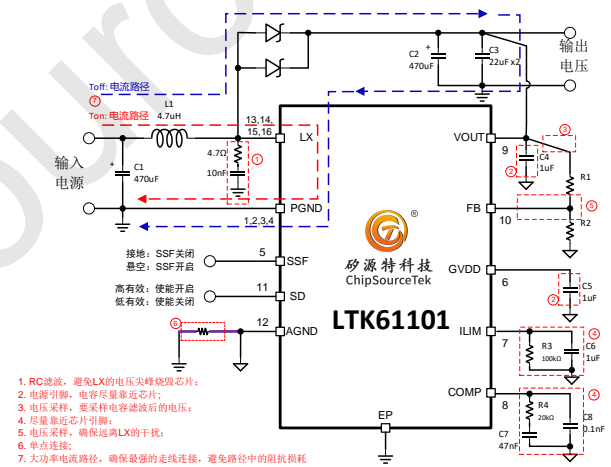 Toff: 电流路径
⑦
Ton: 电流路径
L1
4.7uH
输入
电源
+
C1
470uF
4.7Ω
10nF
①
13,14,
15,16
LX
PGND
1,2,3,4
C2
470uF
+
C3
22uF x2
输出
电压
VOUT
9
C4
1uF
②
③
R1
FB
10
⑤
R2
接地：SSF关闭
悬空：SSF开启
5
SSF
高有效：使能开启
低有效：使能关闭
11
SD
⑥
12
AGND
®
矽源特科技
ChipSourceTek
LTK61101
GVDD
6
②
C5
1uF
ILIM
7
R3
100kΩ
④
C6
1uF
COMP
8
R4
20kΩ
④
C7
47nF
C8
0.1nF
EP
1. RC滤波，避免LX的电压尖峰烧毁芯片；
2. 电源引脚，电容尽量靠近芯片；
3. 电压采样，要采样电容滤波后的电压；
4. 尽量靠近芯片引脚；
5. 电压采样，确保远离LX的干扰；
6. 单点连接；
7. 大功率电流路径，确保最强的走线连接，避免路径中的阻抗损耗